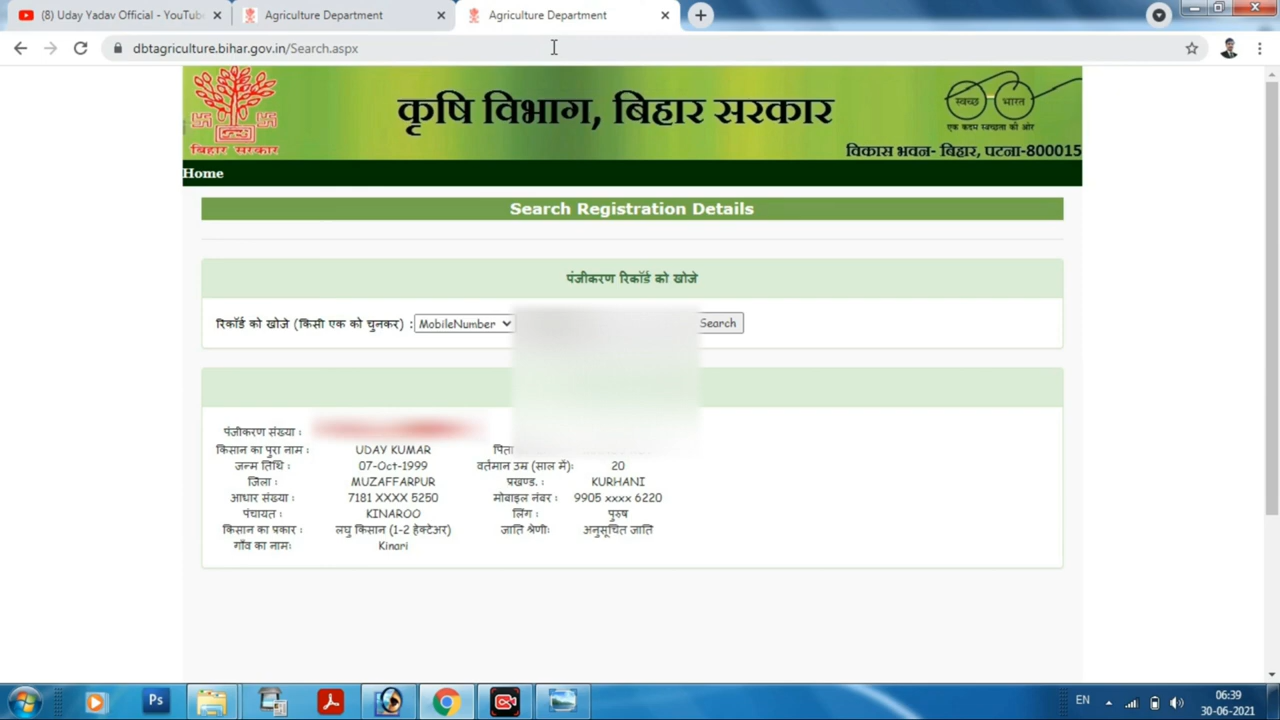 (8) Uday Yadav Official - YouTub
Agriculture Department
Agriculture Department
dbtagriculture.bihar.gov.in/Search.aspx
बिहार सरकार
कृषि विभाग, बिहार सरकार
स्वच्छ भारत
एक कदम स्वच्छता की ओर
विकास भवन- बिहार, पटना-800015
Home
Search Registration Details
पंजीकरण रिकॉर्ड को खोजे
रिकॉर्ड को खोजे (किसी एक को चुनकर) : MobileNumber Search
पंजीकरण संख्या :
किसान का पुरा नाम : UDAY KUMAR पिता
जन्म तिथि : 07-Oct-1999 वर्तमान उम्र (साल में): 20
जिला : MUZAFFARPUR प्रखण्ड. : KURHANI
आधार संख्या : 7181 XXXX 5250 मोबाइल नंबर : 9905 xxxx 6220
पंचायत : KINAROO लिंग : पुरुष
किसान का प्रकार : लघु किसान (1-2 हेक्टेअर) जाति श्रेणी: अनुसूचित जाति
गाँव का नाम: Kinari
Ps
EN
06:39
30-06-2021